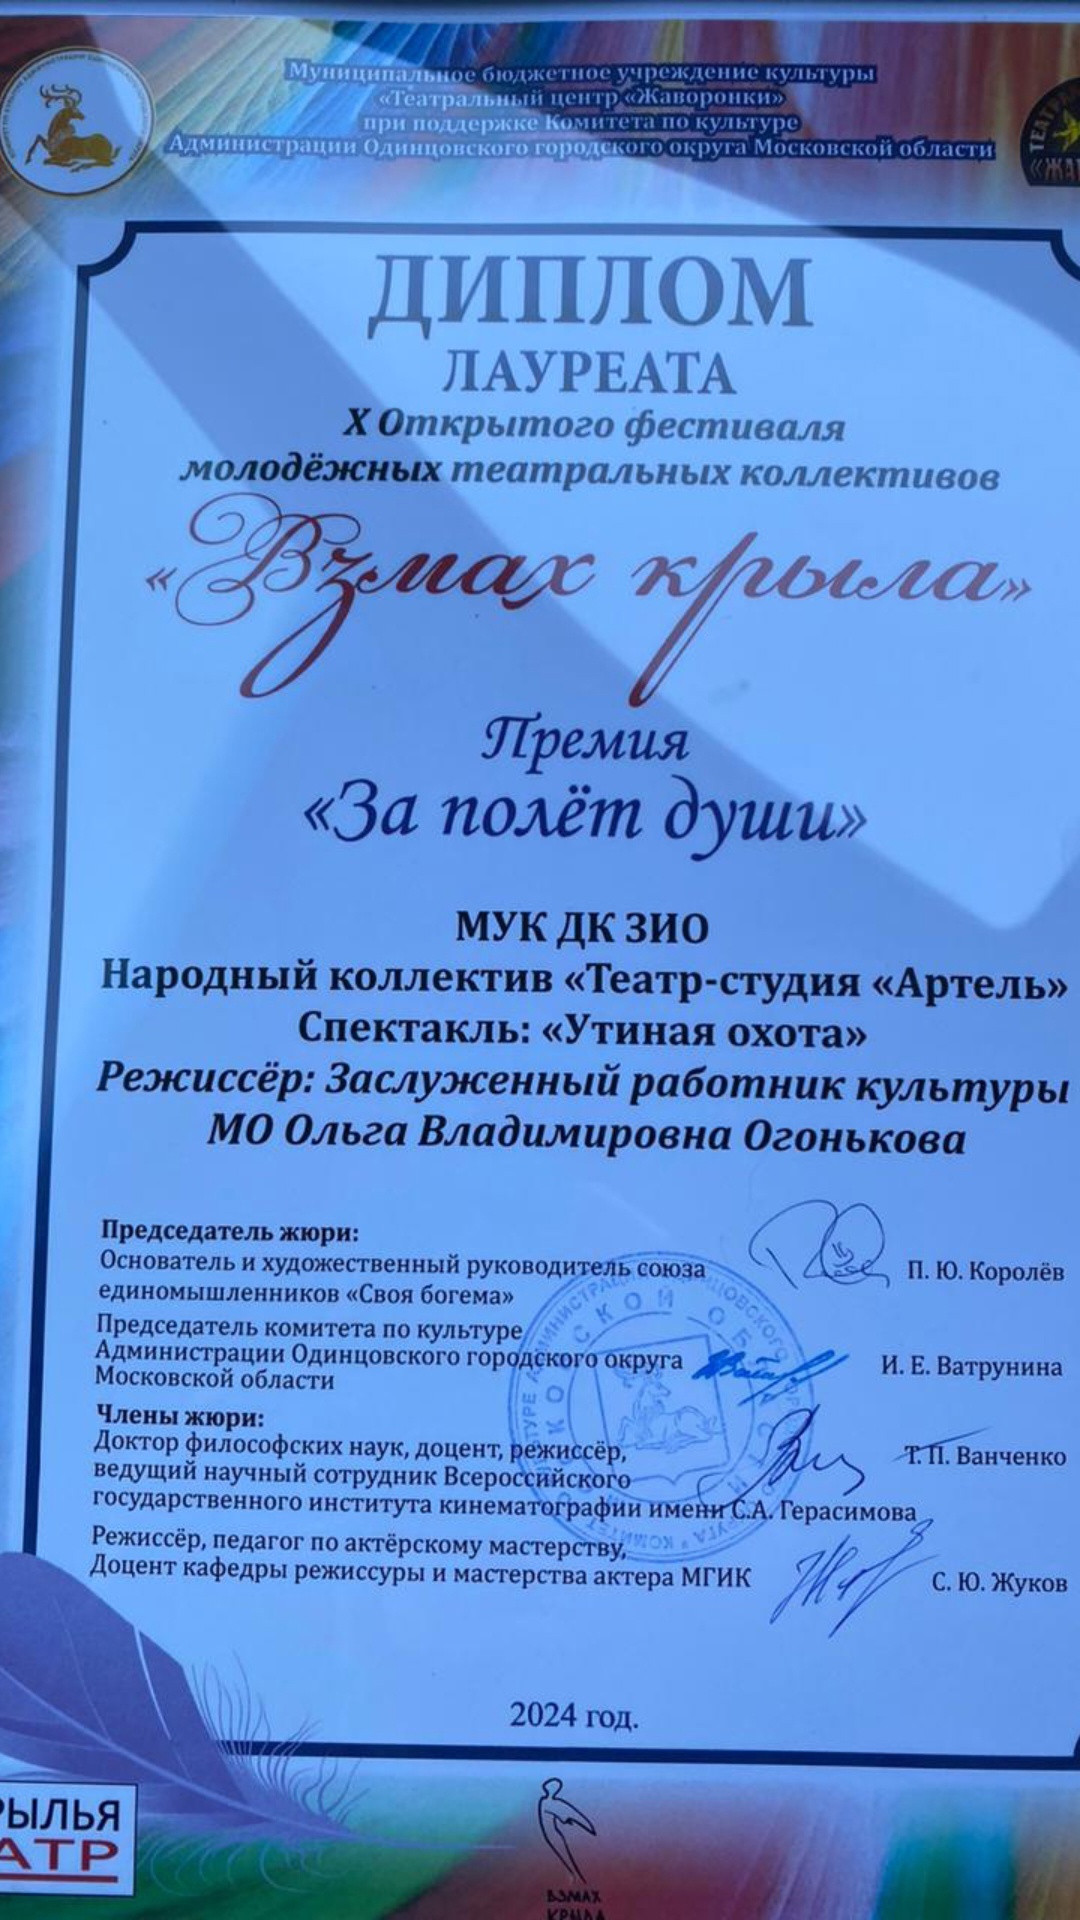 Муниципальное бюджетное учреждение культуры
«Театральный центр «Жаворонки»
при поддержке Комитета по культуре
Администрации Одинцовского городского округа Московской области
ДИПЛОМ
ЛАУРЕАТА
X Открытого фестиваля
молодёжных театральных коллективов
«Взмах крыла»
Премия
«За полёт души»
МУК ДК ЗИО
Народный коллектив «Театр-студия «Артель»
Спектакль: «Утиная охота»
Режиссёр: Заслуженный работник культуры
МО Ольга Владимировна Огонькова
Председатель жюри:
Основатель и художественный руководитель союза
единомышленников «Своя богема»
П. Ю. Королёв
Председатель комитета по культуре
Администрации Одинцовского городского округа
Московской области
И. Е. Ватрунина
Члены жюри:
Доктор философских наук, доцент, режиссёр,
ведущий научный сотрудник Всероссийского
государственного института кинематографии имени С.А. Герасимова
Т. П. Ванченко
Режиссёр, педагог по актёрскому мастерству,
Доцент кафедры режиссуры и мастерства актера МГИК
С. Ю. Жуков
2024 год.
РЫЛЬЯ
АТР
ВЗМАХ
КРЫЛА